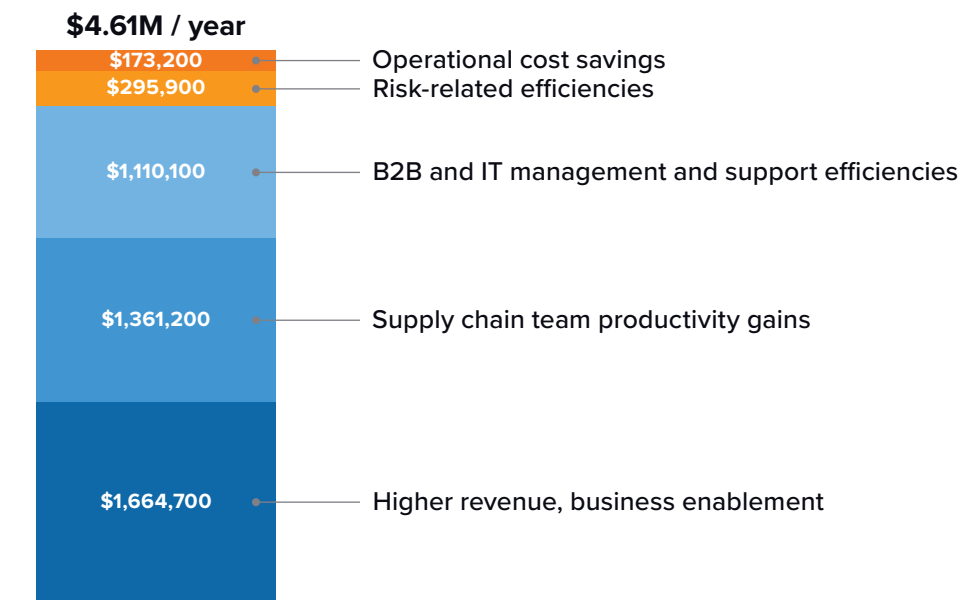 $4.61M / year
$173,200 Operational cost savings
$295,900 Risk-related efficiencies
$1,110,100 B2B and IT management and support efficiencies
$1,361,200 Supply chain team productivity gains
$1,664,700 Higher revenue, business enablement